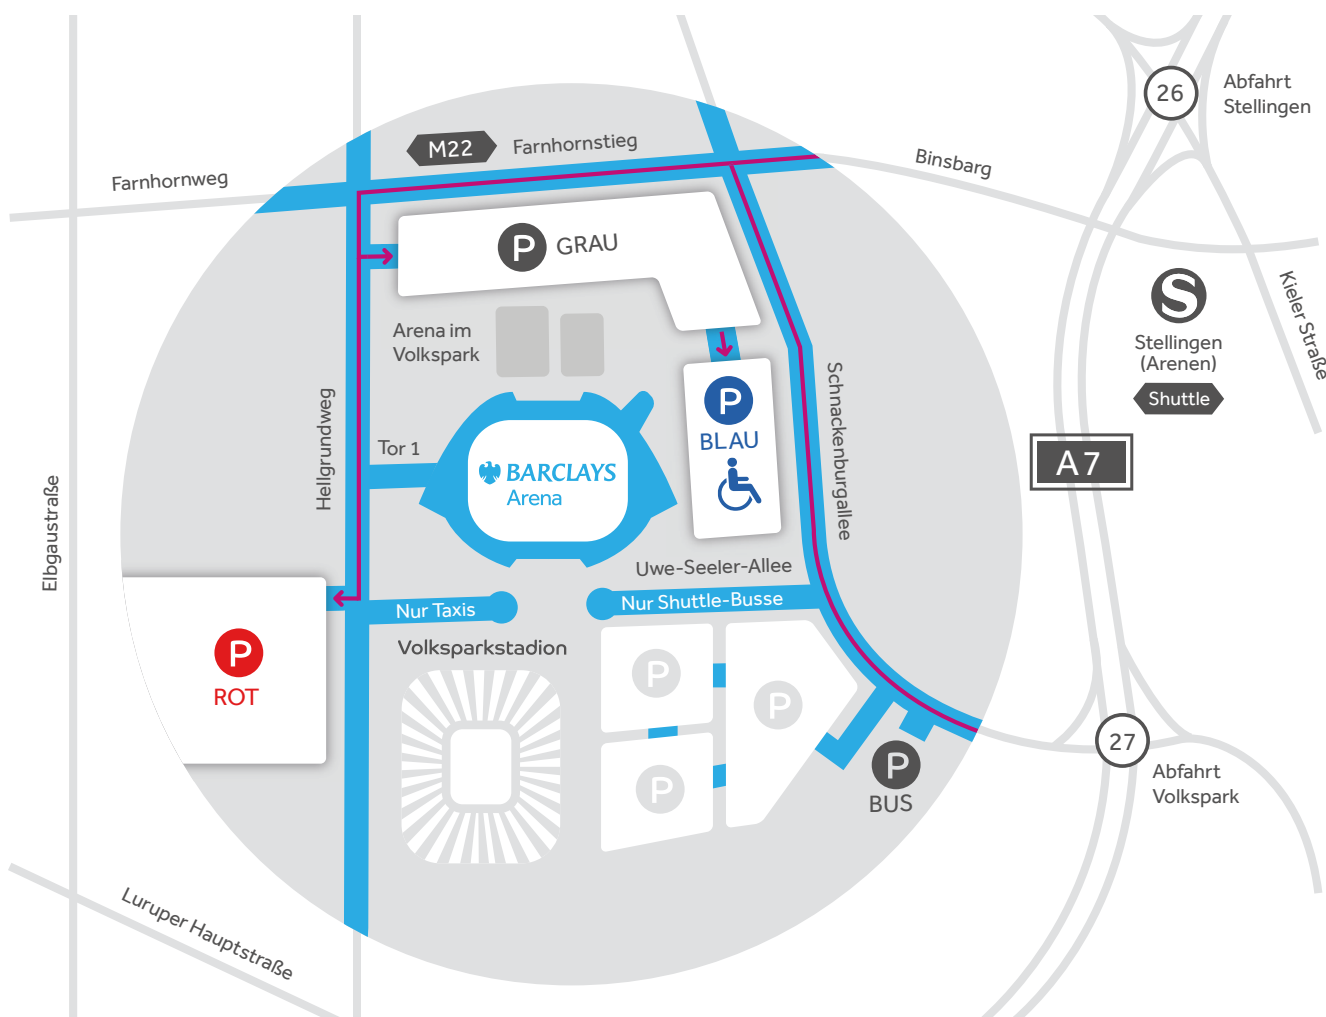 26
Abfahrt
Stellingen
M22
Farnhornstieg
Binsbarg
Farnhornweg
P
GRAU
Kieler Straße
S
Stellingen
(Arenen)
Shuttle
Arena im
Volkspark
Schnackenburgallee
P
BLAU
Hellgrundweg
Tor 1
BARCLAYS
Arena
A 7
Elbgaustraße
Uwe-Seeler-Allee
Nur Taxis
Nur Shuttle-Busse
Volksparkstadion
P
ROT
P
P
P
27
Abfahrt
Volkspark
P
BUS
Luruper Hauptstraße